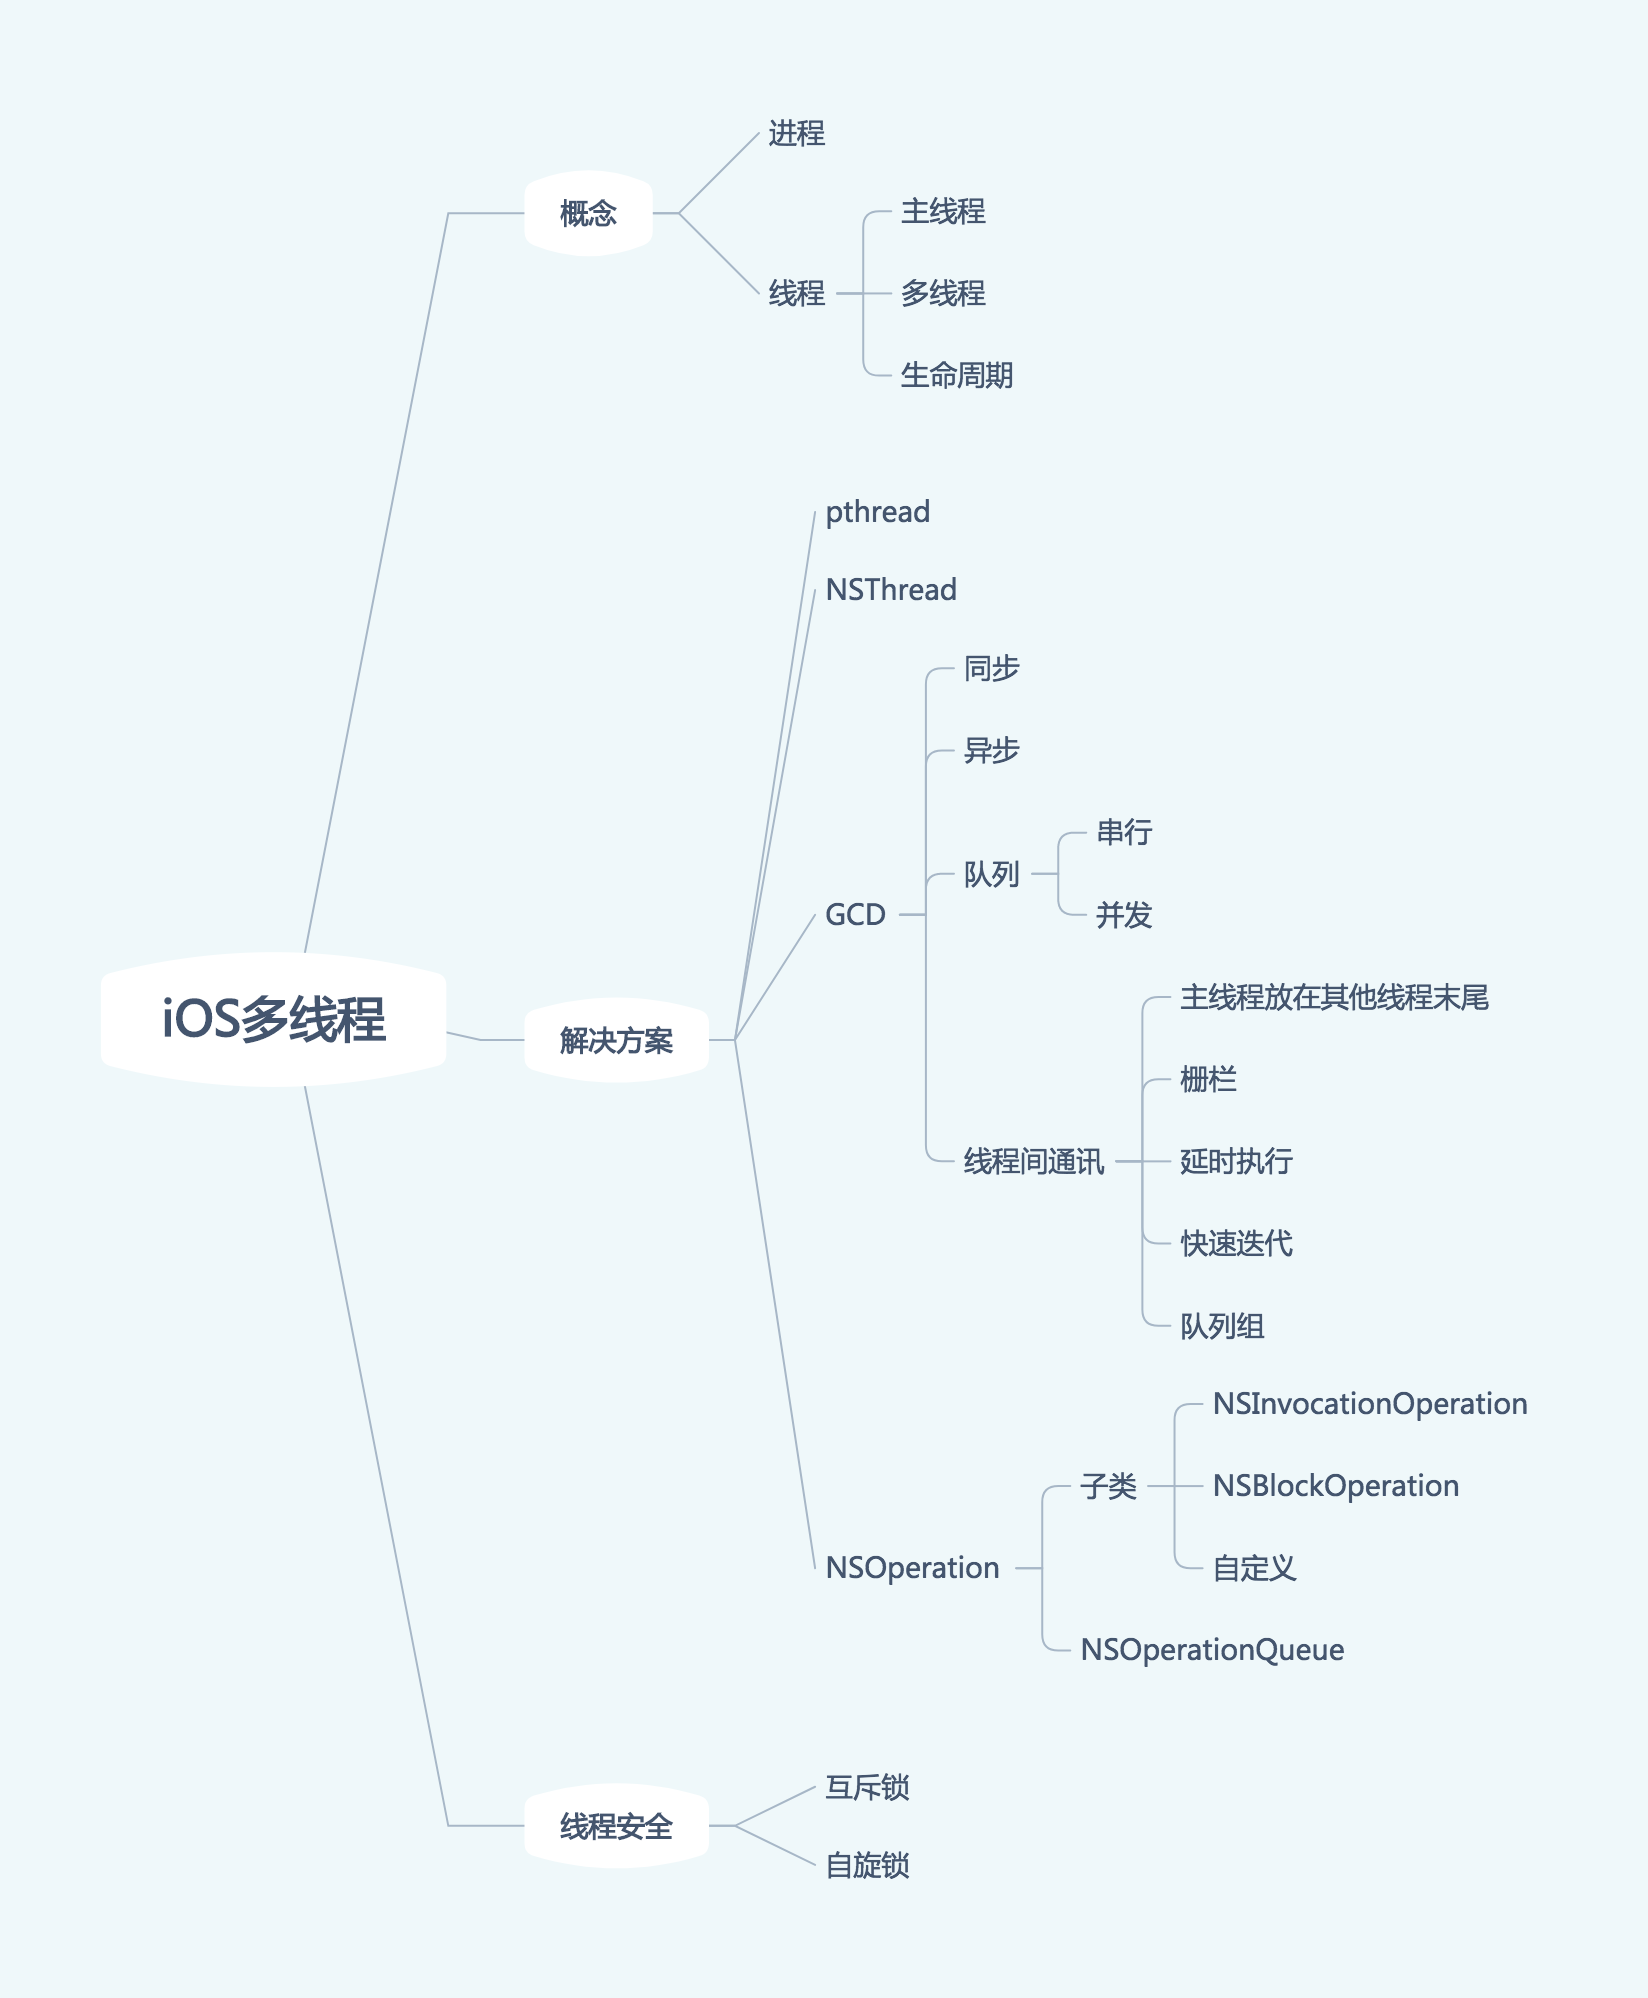 iOS多线程
概念
进程
线程
主线程
多线程
生命周期
解决方案
pthread
NSThread
GCD
同步
异步
队列
串行
并发
线程间通讯
主线程放在其他线程末尾
栅栏
延时执行
快速迭代
队列组
NSOperation
子类
NSInvocationOperation
NSBlockOperation
自定义
NSOperationQueue
线程安全
互斥锁
自旋锁